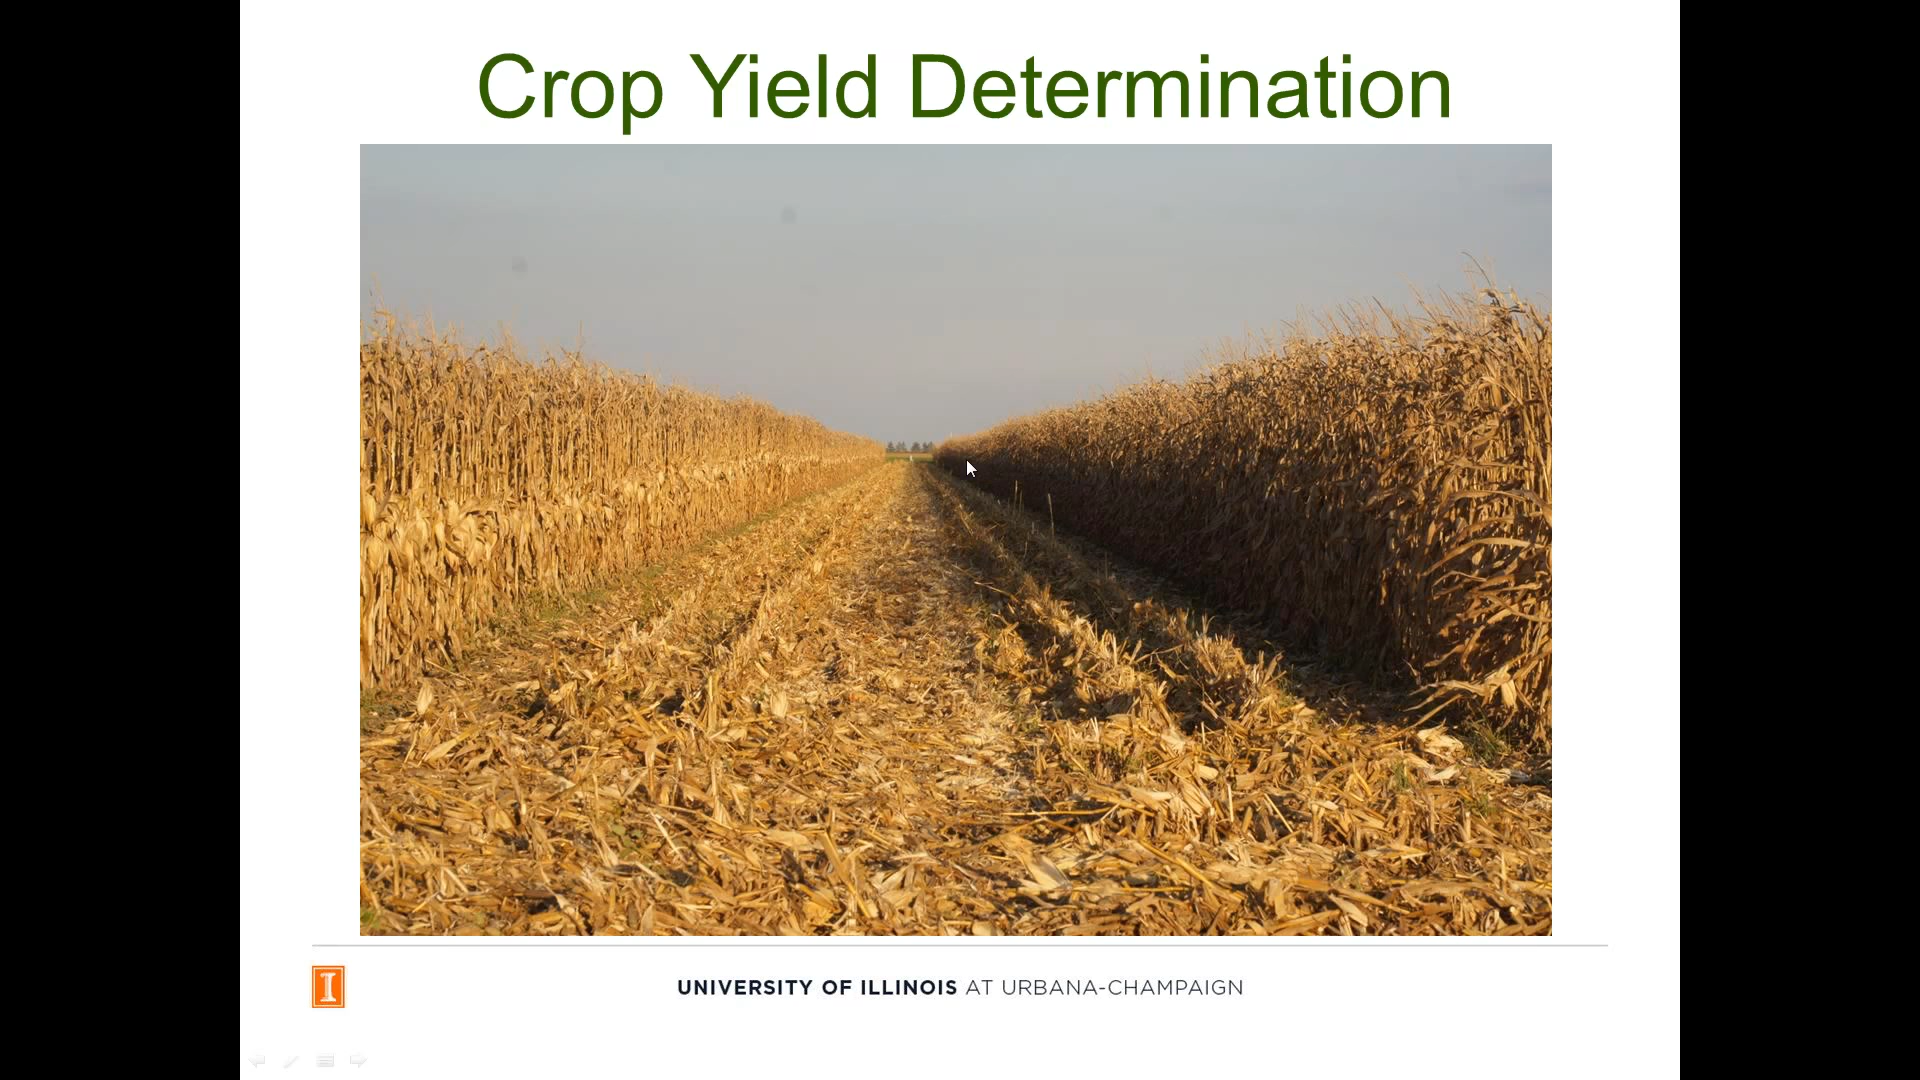 Crop Yield Determination
I
UNIVERSITY OF ILLINOIS AT URBANA-CHAMPAIGN